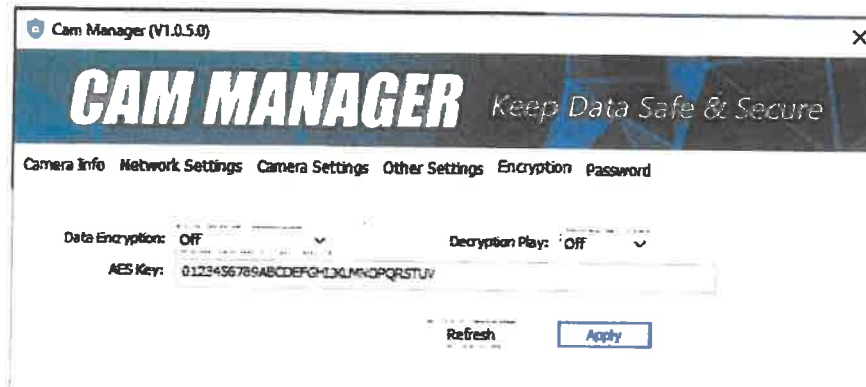 Cam Manager (V1.0.5.0)
CAM MANAGER Keep Data Safe & Secure
Camera Info Network Settings Camera Settings Other Settings Encryption Password
Data Encryption: Off Decryption Play: Off
AES Key: 0123456789ABCDEFGHIJKLMNOPQRSTUV
Refresh Apply